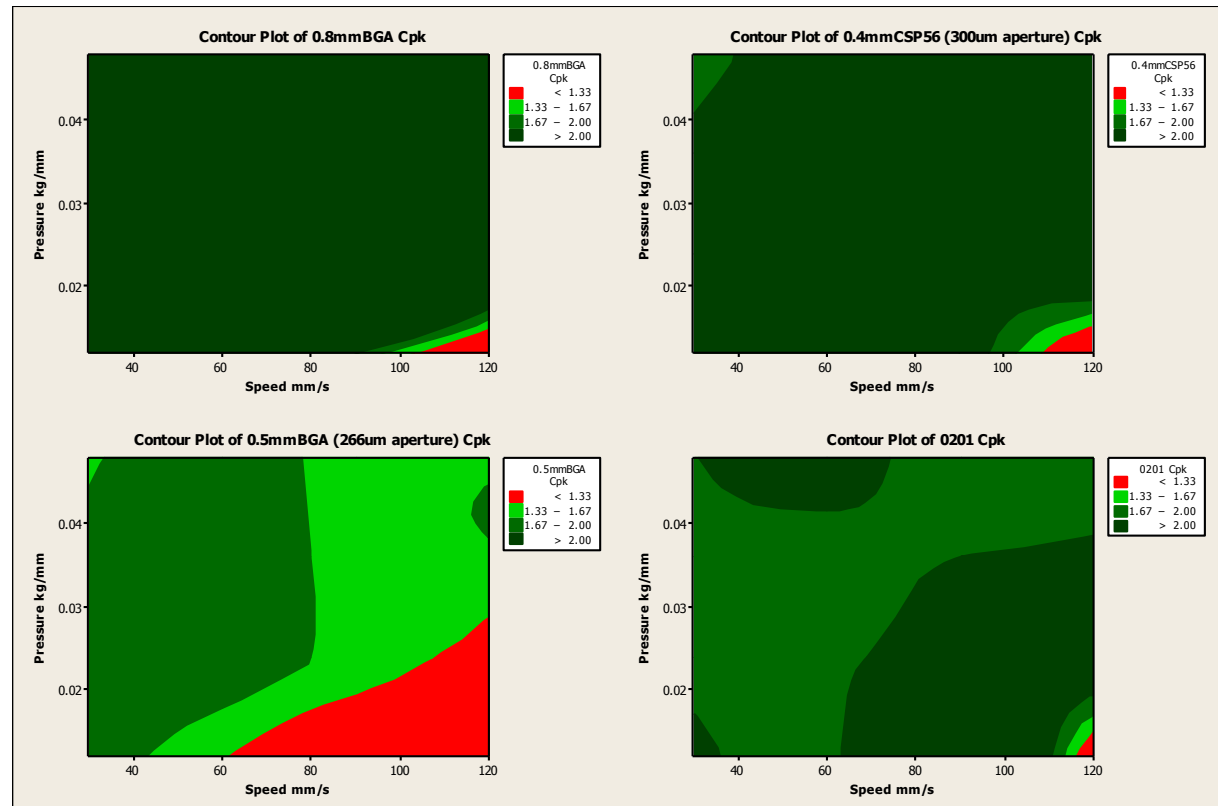 Contour Plot of 0.8mmBGA Cpk
0.8mmBGA
Cpk
< 1.33
1.33 – 1.67
1.67 – 2.00
> 2.00
Pressure kg/mm
0.04
0.03
0.02
40 60 80 100 120
Speed mm/s
Contour Plot of 0.4mmCSP56 (300um aperture) Cpk
0.4mmCSP56
Cpk
< 1.33
1.33 – 1.67
1.67 – 2.00
> 2.00
Pressure kg/mm
0.04
0.03
0.02
40 60 80 100 120
Speed mm/s
Contour Plot of 0.5mmBGA (266um aperture) Cpk
0.5mmBGA
Cpk
< 1.33
1.33 – 1.67
1.67 – 2.00
> 2.00
Pressure kg/mm
0.04
0.03
0.02
40 60 80 100 120
Speed mm/s
Contour Plot of 0201 Cpk
0201 Cpk
< 1.33
1.33 – 1.67
1.67 – 2.00
> 2.00
Pressure kg/mm
0.04
0.03
0.02
40 60 80 100 120
Speed mm/s